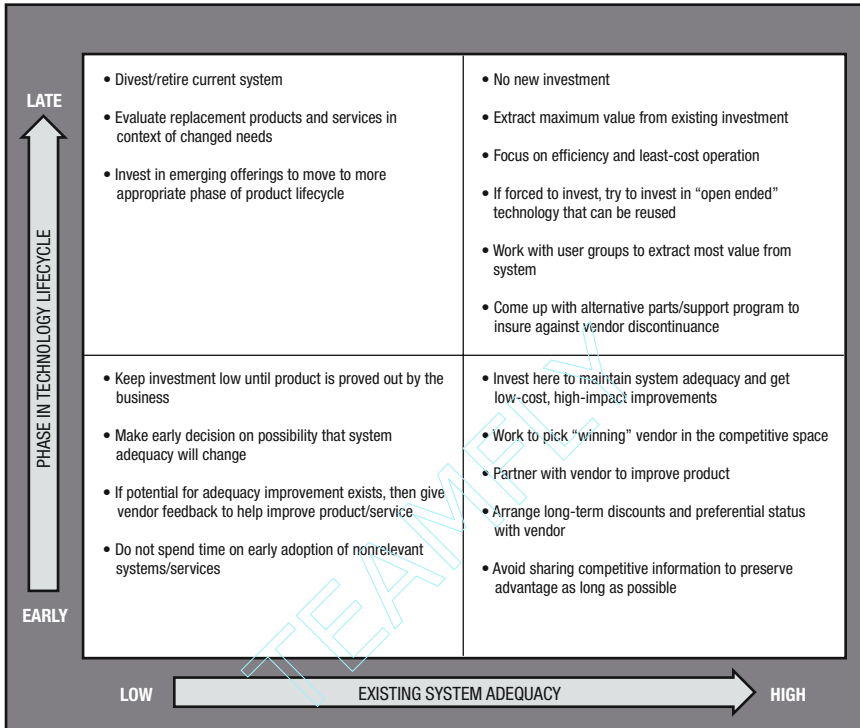 LATE
PHASE IN TECHNOLOGY LIFECYCLE
EARLY
• Divest/retire current system
• Evaluate replacement products and services in
context of changed needs
• Invest in emerging offerings to move to more
appropriate phase of product lifecycle
• No new investment
• Extract maximum value from existing investment
• Focus on efficiency and least-cost operation
• If forced to invest, try to invest in “open ended”
technology that can be reused
• Work with user groups to extract most value from
system
• Come up with alternative parts/support program to
insure against vendor discontinuance
• Keep investment low until product is proved out by the
business
• Make early decision on possibility that system
adequacy will change
• If potential for adequacy improvement exists, then give
vendor feedback to help improve product/service
• Do not spend time on early adoption of nonrelevant
systems/services
• Invest here to maintain system adequacy and get
low-cost, high-impact improvements
• Work to pick “winning” vendor in the competitive space
• Partner with vendor to improve product
• Arrange long-term discounts and preferential status
with vendor
• Avoid sharing competitive information to preserve
advantage as long as possible
TEAMFLY
LOW
EXISTING SYSTEM ADEQUACY
HIGH